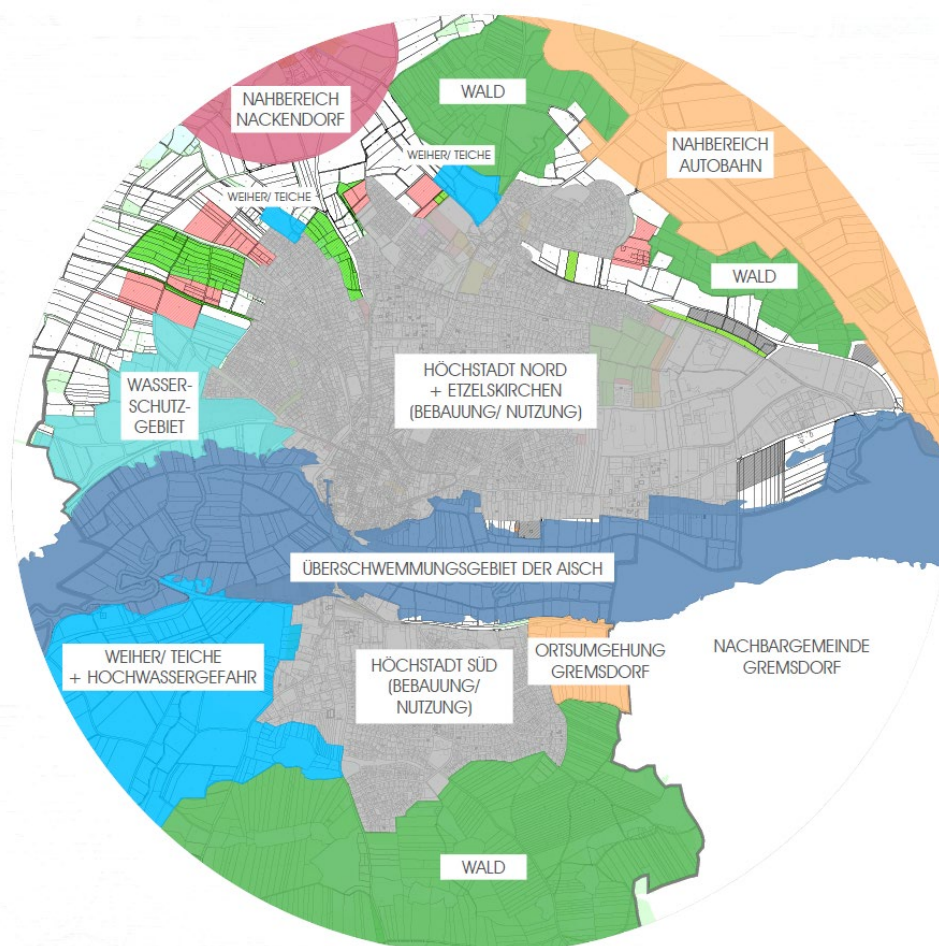 NAHBEREICH
NACKENDORF
WALD
NAHBEREICH
AUTOBAHN
WEIHER/ TEICHE
WEIHER/ TEICHE
WALD
WASSER-
SCHUTZ-
GEBIET
HÖCHSTADT NORD
+ ETZELSKIRCHEN
(BEBAUUNG/ NUTZUNG)
ÜBERSCHWEMMUNGSGEBIET DER AISCH
WEIHER/ TEICHE
+ HOCHWASSERGEFAHR
HÖCHSTADT SÜD
(BEBAUUNG/
NUTZUNG)
ORTSUMGEHUNG
GREMSDORF
NACHBARGEMEINDE
GREMSDORF
WALD